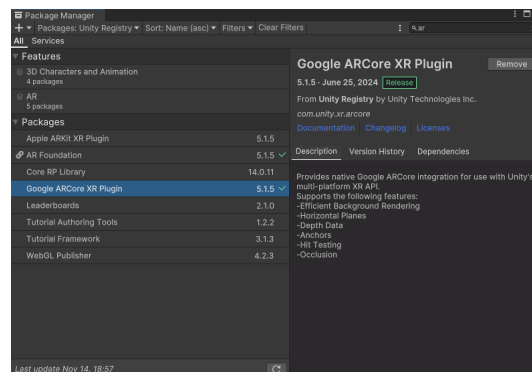 Package Manager
+ ▾ Packages: Unity Registry ▾ Sort: Name (asc) ▾ Filters ▾ Clear Filters ar
All Services
Features
3D Characters and Animation
4 packages
AR
5 packages
Packages
Apple ARKit XR Plugin 5.1.5
AR Foundation 5.1.5 ✓
Core RP Library 14.0.11
Google ARCore XR Plugin 5.1.5 ✓
Leaderboards 2.1.0
Tutorial Authoring Tools 1.2.2
Tutorial Framework 3.1.3
WebGL Publisher 4.2.3
Last update Nov 14, 18:57
Google ARCore XR Plugin Remove
5.1.5 · June 25, 2024 Release
From Unity Registry by Unity Technologies Inc.
com.unity.xr.arcore
Documentation Changelog Licenses
Description Version History Dependencies
Provides native Google ARCore integration for use with Unity's
multi-platform XR API.
Supports the following features:
-Efficient Background Rendering
-Horizontal Planes
-Depth Data
-Anchors
-Hit Testing
-Occlusion